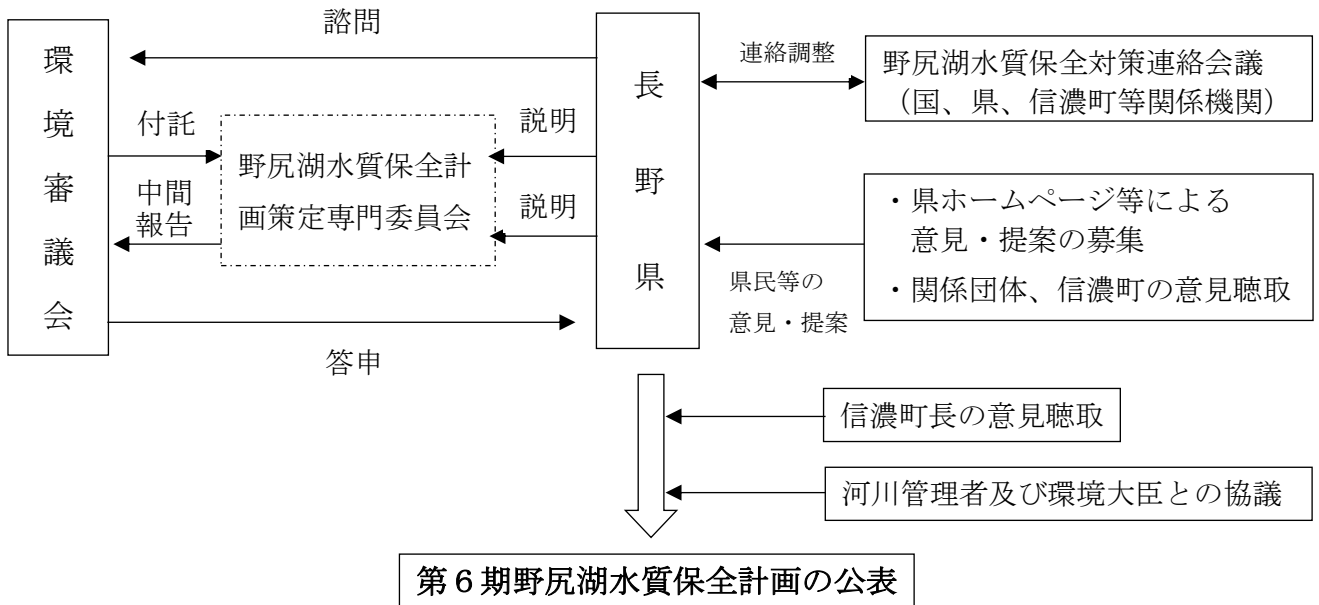 諮問
環境審議会
付託
中間
報告
野尻湖水質保全計
画策定専門委員会
説明
説明
答申
長野県
連絡調整
野尻湖水質保全対策連絡会議
（国、県、信濃町等関係機関）
・県ホームページ等による
意見・提案の募集
・関係団体、信濃町の意見聴取
県民等の
意見・提案
信濃町長の意見聴取
河川管理者及び環境大臣との協議
第６期野尻湖水質保全計画の公表